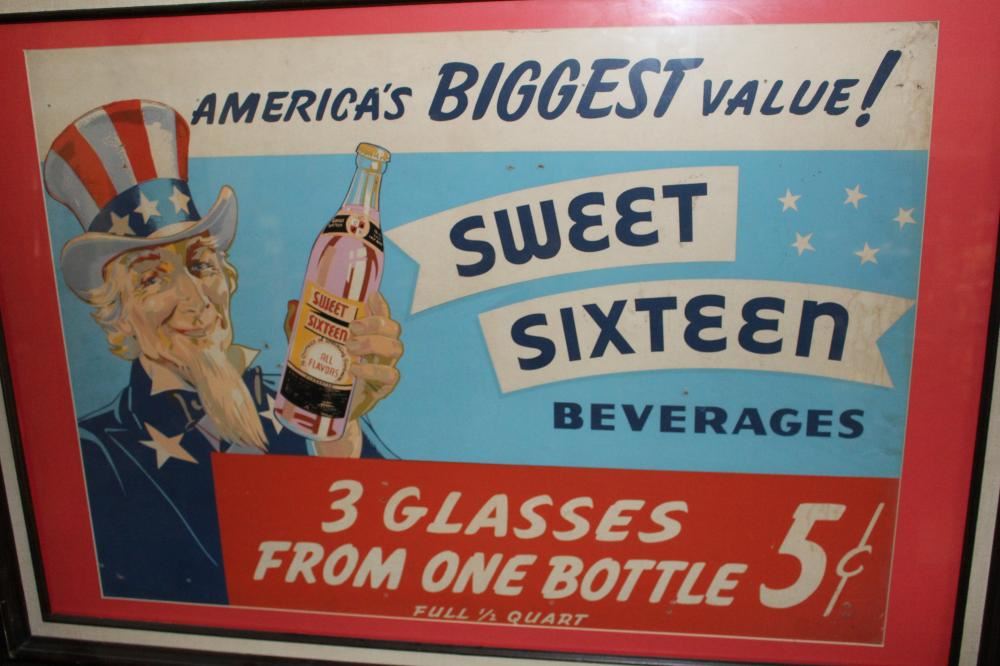 AMERICA'S BIGGEST VALUE!
SWEET
SIXTEEN
BEVERAGES
SWEET
SIXTEEN
ALL
FLAVORS
3 GLASSES
FROM ONE BOTTLE 5¢
FULL 1/2 QUART